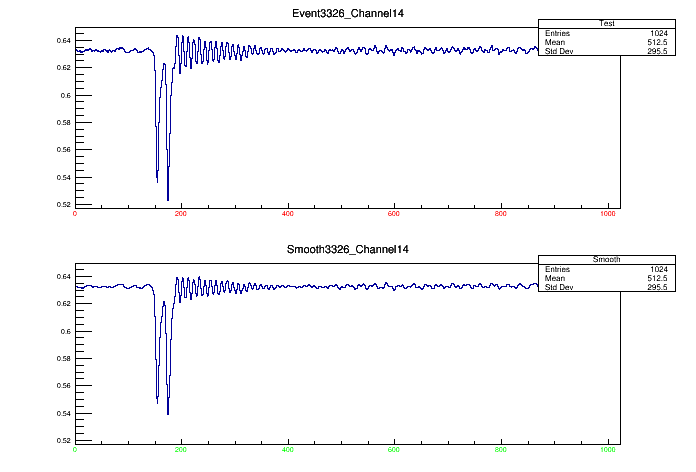 Event3326_Channel14
Test
Entries 1024
Mean 512.5
Std Dev 295.5
0.64
0.62
0.6
0.58
0.56
0.54
0.52
0 200 400 600 800 1000
Smooth3326_Channel14
Smooth
Entries 1024
Mean 512.5
Std Dev 295.5
0.64
0.62
0.6
0.58
0.56
0.54
0.52
0 200 400 600 800 1000